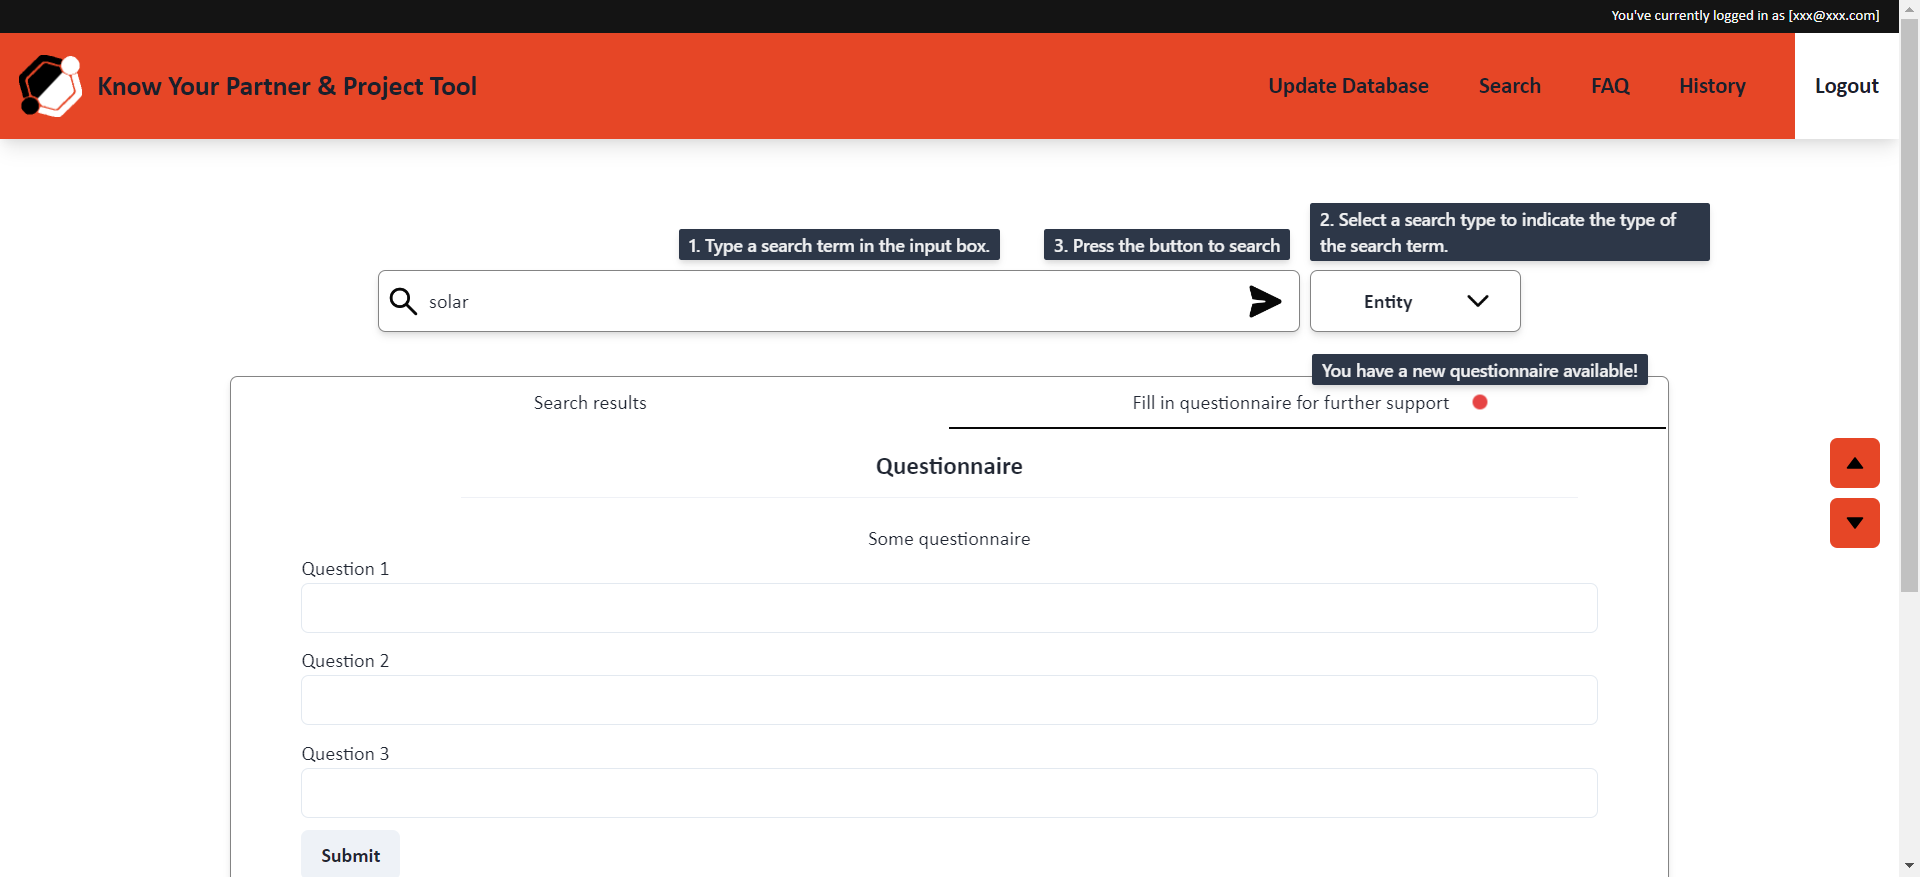 You've currently logged in as [xxx@xxx.com]
Know Your Partner & Project Tool
Update Database
Search
FAQ
History
Logout
1. Type a search term in the input box.
3. Press the button to search
2. Select a search type to indicate the type of
the search term.
solar
Entity
You have a new questionnaire available!
Search results
Fill in questionnaire for further support
Questionnaire
Some questionnaire
Question 1
Question 2
Question 3
Submit